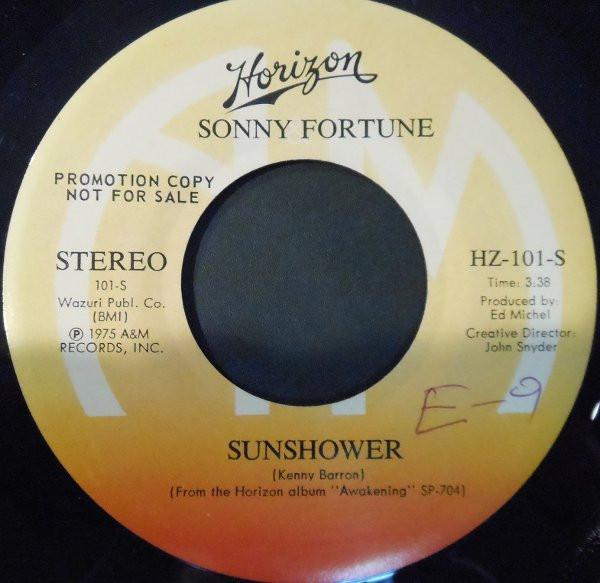 Horizon
SONNY FORTUNE
PROMOTION COPY
NOT FOR SALE
STEREO
101-S
Wazuri Publ. Co.
(BMI)
Ⓟ 1975 A&M
RECORDS, INC.
HZ-101-S
Time: 3:38
Produced by:
Ed Michel
Creative Director:
John Snyder
E-9
SUNSHOWER
(Kenny Barron)
(From the Horizon album "Awakening" SP-704)